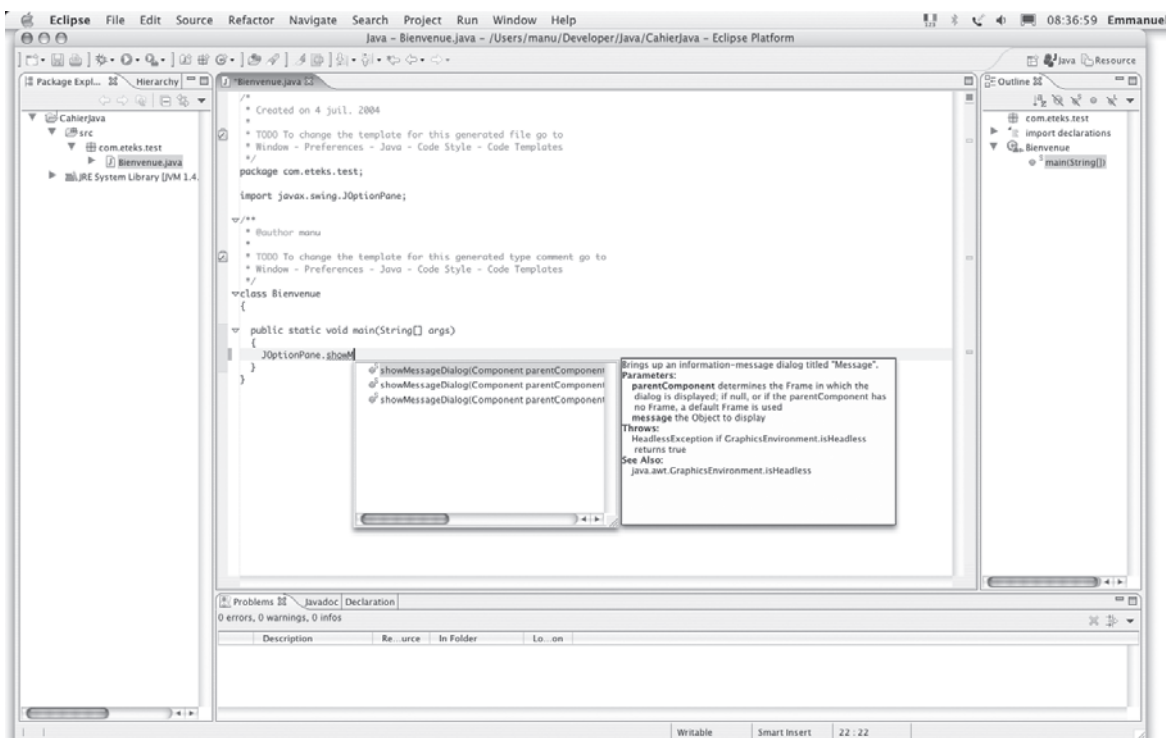 Eclipse File Edit Source Refactor Navigate Search Project Run Window Help 08:36:59 Emmanuel
Java – Bienvenue.java – /Users/manu/Developer/Java/CahierJava – Eclipse Platform
Java Resource
Package Expl... Hierarchy
CahierJava
src
com.eteks.test
Bienvenue.java
JRE System Library [JVM 1.4.
*Bienvenue.java
/*
* Created on 4 juil. 2004
*
* TODO To change the template for this generated file go to
* Window - Preferences - Java - Code Style - Code Templates
*/
package com.eteks.test;
import javax.swing.JOptionPane;
/**
* @author manu
*
* TODO To change the template for this generated type comment go to
* Window - Preferences - Java - Code Style - Code Templates
*/
class Bienvenue
{
public static void main(String[] args)
{
JOptionPane.showM
}
}
showMessageDialog(Component parentComponent
showMessageDialog(Component parentComponent
showMessageDialog(Component parentComponent
Brings up an information-message dialog titled "Message".
Parameters:
parentComponent determines the Frame in which the
dialog is displayed; if null, or if the parentComponent has
no Frame, a default Frame is used
message the Object to display
Throws:
HeadlessException if GraphicsEnvironment.isHeadless
returns true
See Also:
java.awt.GraphicsEnvironment.isHeadless
Outline
com.eteks.test
import declarations
Bienvenue
main(String[])
Problems Javadoc Declaration
0 errors, 0 warnings, 0 infos
Description Re...urce In Folder Lo...on
Writable Smart Insert 22 : 22